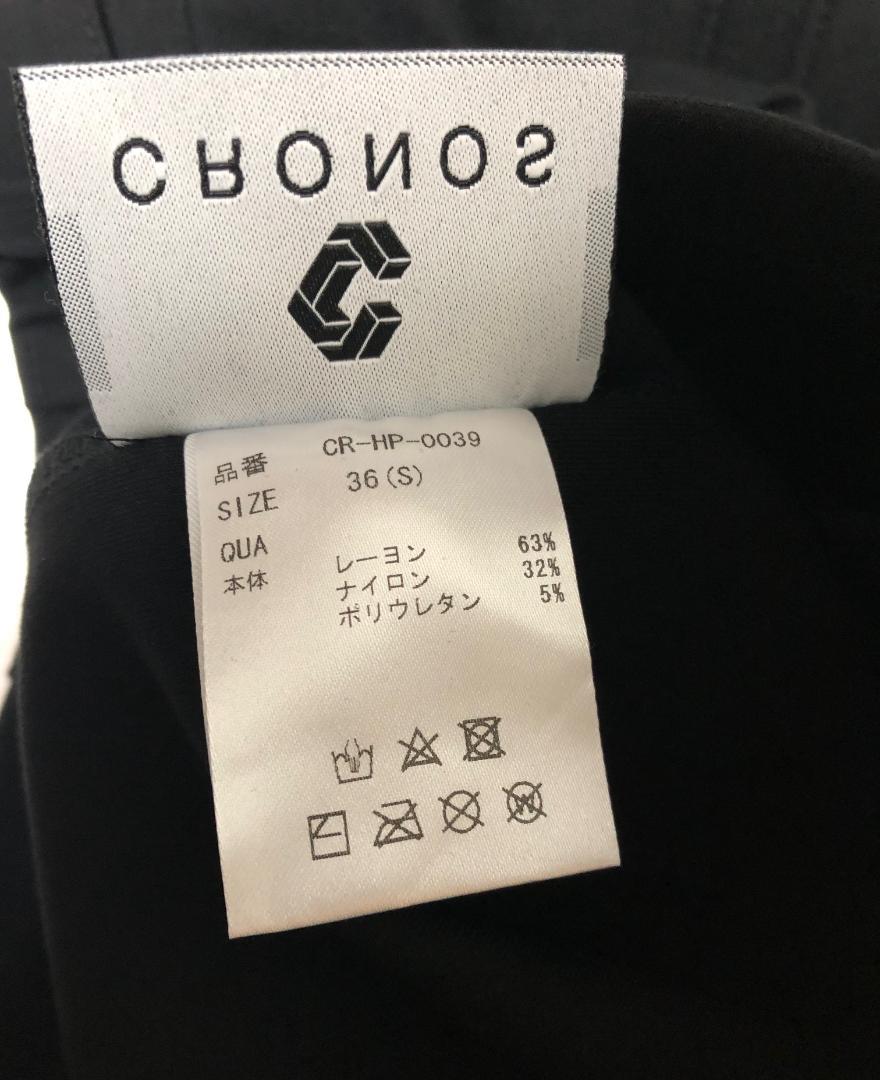 CRONOS
品番 CR-HP-0039
SIZE 36(S)
QUA レーヨン 63%
本体 ナイロン 32%
ポリウレタン 5%